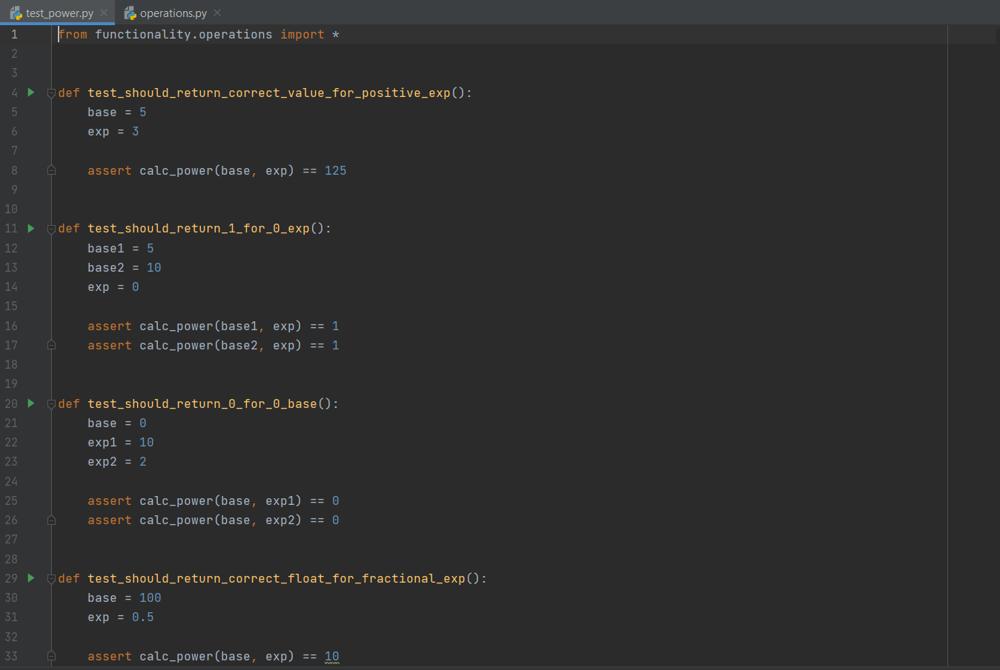 test_power.py operations.py
1 from functionality.operations import *
2
3
4 def test_should_return_correct_value_for_positive_exp():
5     base = 5
6     exp = 3
7
8     assert calc_power(base, exp) == 125
9
10
11 def test_should_return_1_for_0_exp():
12     base1 = 5
13     base2 = 10
14     exp = 0
15
16     assert calc_power(base1, exp) == 1
17     assert calc_power(base2, exp) == 1
18
19
20 def test_should_return_0_for_0_base():
21     base = 0
22     exp1 = 10
23     exp2 = 2
24
25     assert calc_power(base, exp1) == 0
26     assert calc_power(base, exp2) == 0
27
28
29 def test_should_return_correct_float_for_fractional_exp():
30     base = 100
31     exp = 0.5
32
33     assert calc_power(base, exp) == 10